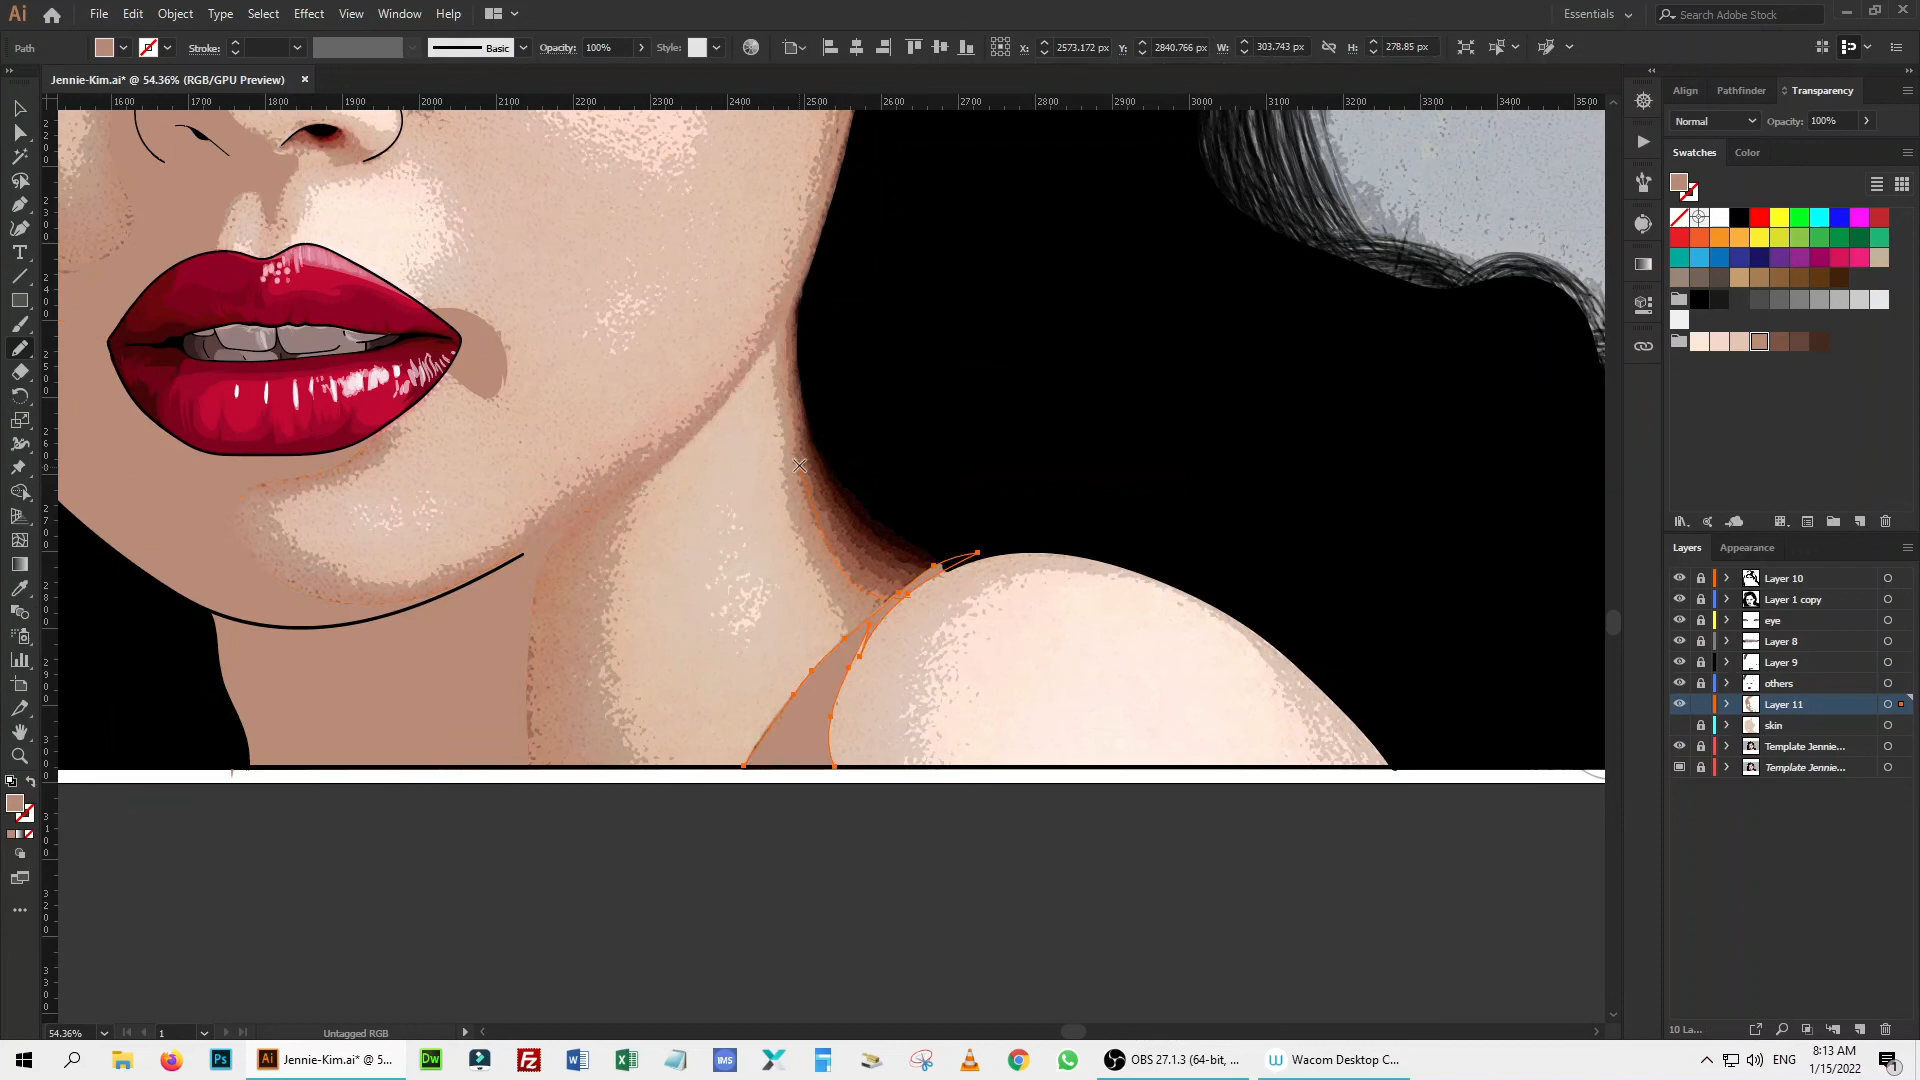 Ai File Edit Object Type Select Effect View Window Help Essentials Search Adobe Stock
Path Stroke: Basic Opacity: 100% Style: X: 2573.172 px Y: 2840.766 px W: 303.743 px H: 278.85 px
Jennie-Kim.ai* @ 54.36% (RGB/GPU Preview) ×
Align Pathfinder Transparency
1600 1700 1800 1900 2000 2100 2200 2300 2400 2500 2600 2700 2800 2900 3000 3100 3200 3300 3400 3500
Normal Opacity: 100%
Swatches Color
Layers Appearance
Layer 10
Layer 1 copy
eye
Layer 8
Layer 9
others
Layer 11
skin
Template Jennie...
Template Jennie...
54.36% 1 Untagged RGB 10 La...
Ps Jennie-Kim.ai* @ 5... Dw IMS OBS 27.1.3 (64-bit, ... Wacom Desktop C... ENG 8:13 AM
1/15/2022